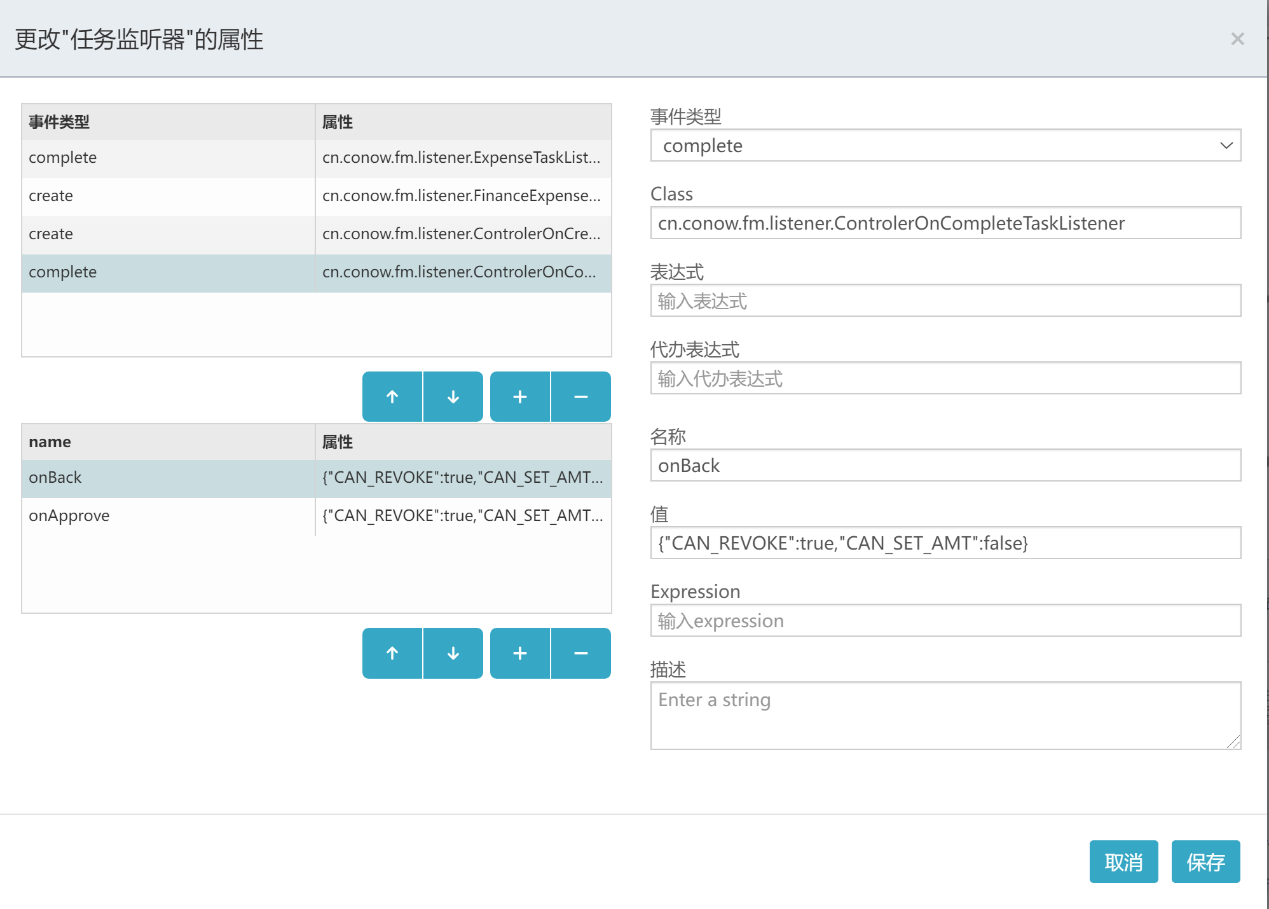 更改"任务监听器"的属性
×
事件类型 属性
complete cn.conow.fm.listener.ExpenseTaskList...
create cn.conow.fm.listener.FinanceExpense...
create cn.conow.fm.listener.ControlerOnCre...
complete cn.conow.fm.listener.ControlerOnCo...
name 属性
onBack {"CAN_REVOKE":true,"CAN_SET_AMT...
onApprove {"CAN_REVOKE":true,"CAN_SET_AMT...
事件类型
complete
Class
cn.conow.fm.listener.ControlerOnCompleteTaskListener
表达式
输入表达式
代办表达式
输入代办表达式
名称
onBack
值
{"CAN_REVOKE":true,"CAN_SET_AMT":false}
Expression
输入expression
描述
Enter a string
取消 保存